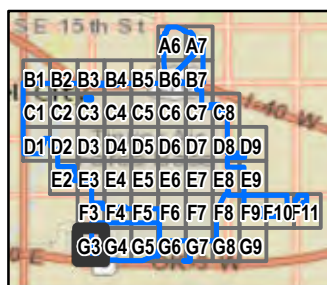 SE 15th St
A6 A7
B1 B2 B3 B4 B5 B6 B7
I-40 W
C1 C2 C3 C4 C5 C6 C7 C8
D1 D2 D3 D4 D5 D6 D7 D8 D9
E2 E3 E4 E5 E6 E7 E8 E9
F3 F4 F5 F6 F7 F8 F9 F10 F11
G3 G4 G5 G6 G7 G8 G9